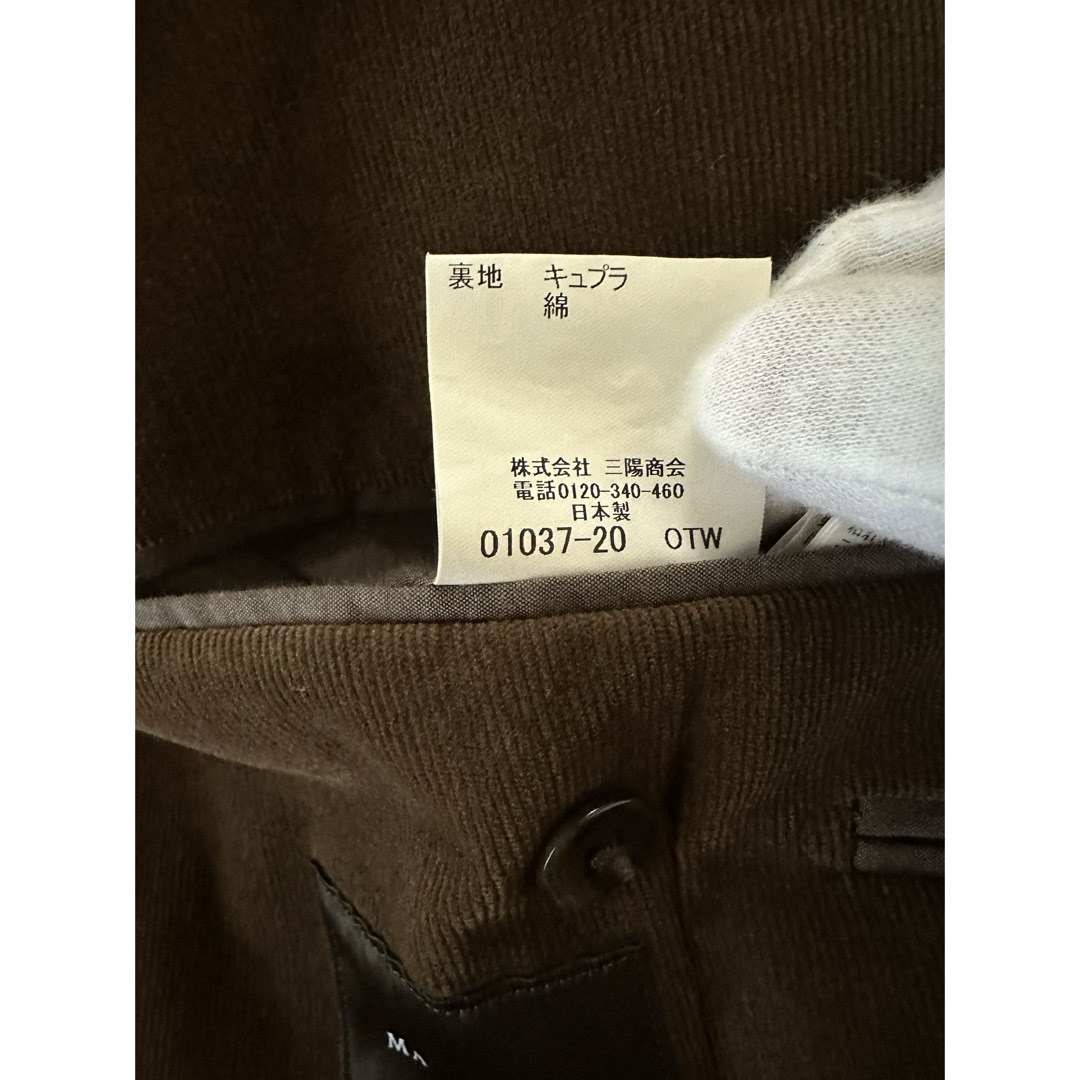 裏地 キュプラ
綿
株式会社 三陽商会
電話0120-340-460
日本製
01037-20 OTW